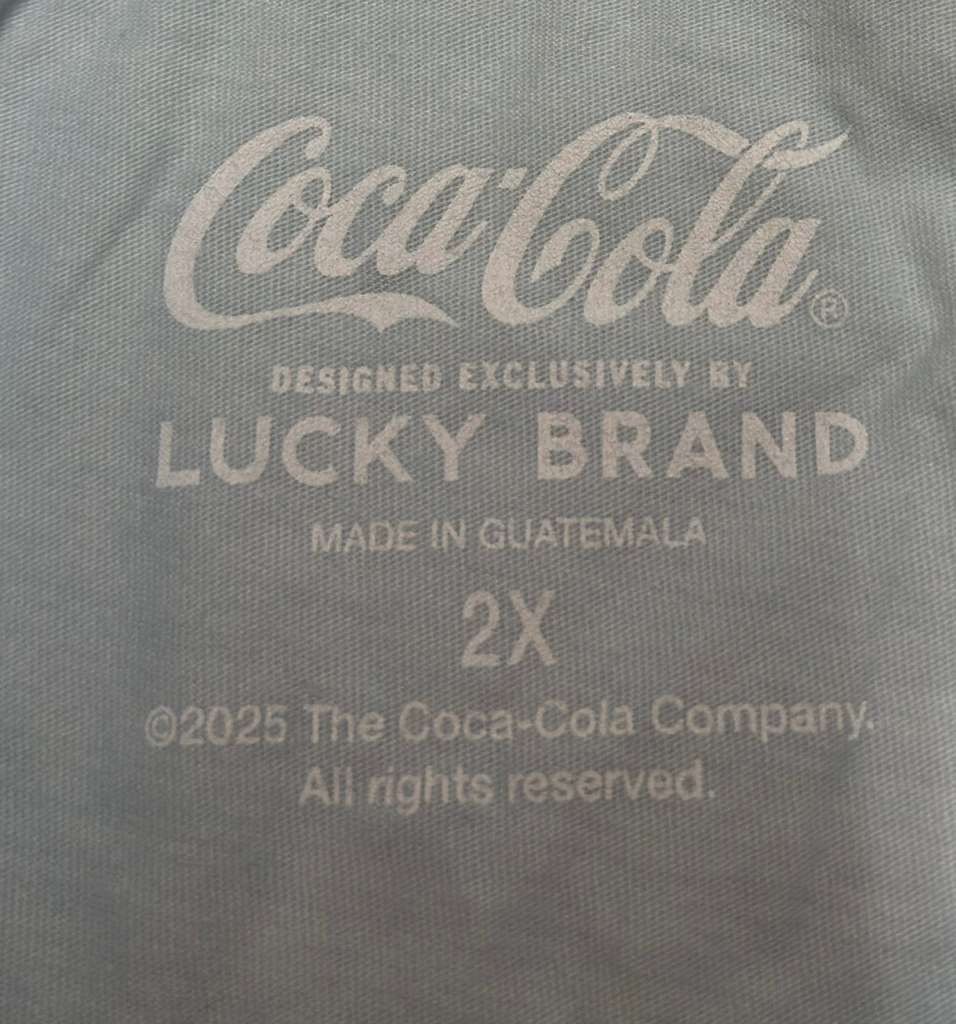 Coca-Cola®
DESIGNED EXCLUSIVELY BY
LUCKY BRAND
MADE IN GUATEMALA
2X
©2025 The Coca-Cola Company.
All rights reserved.